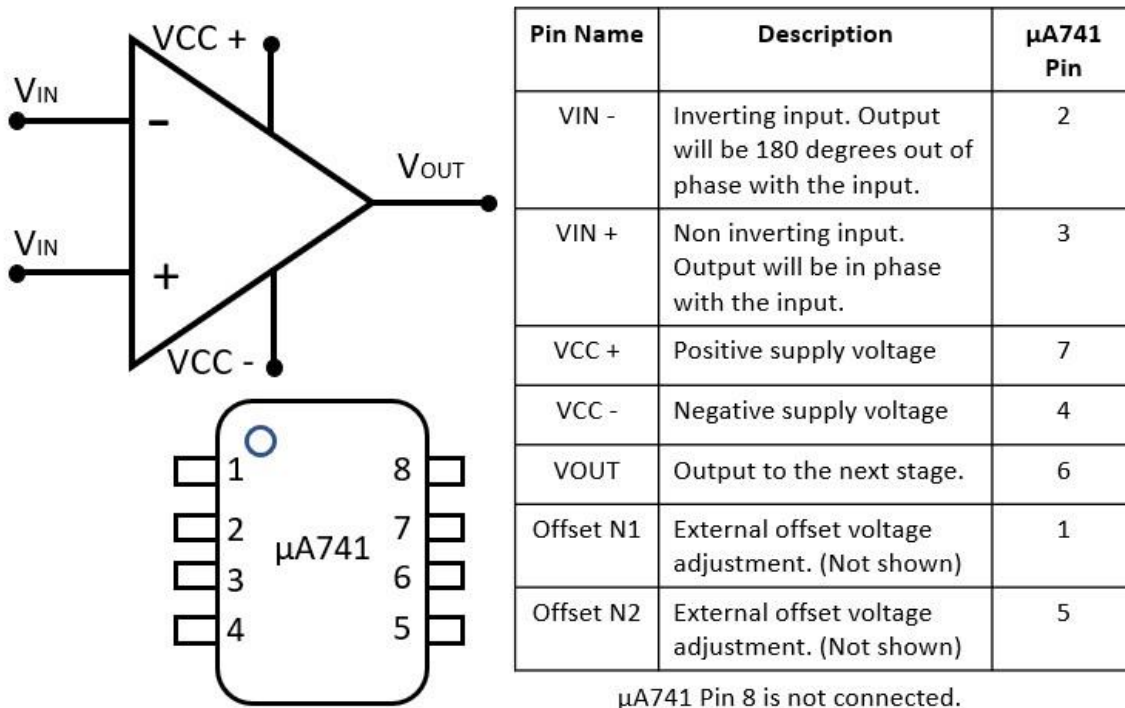 VCC +
VIN
-
VOUT
VIN
+
VCC -
1 8
2 7
µA741
3 6
4 5
Pin Name Description µA741
Pin
VIN - Inverting input. Output 2
will be 180 degrees out of
phase with the input.
VIN + Non inverting input. 3
Output will be in phase
with the input.
VCC + Positive supply voltage 7
VCC - Negative supply voltage 4
VOUT Output to the next stage. 6
Offset N1 External offset voltage 1
adjustment. (Not shown)
Offset N2 External offset voltage 5
adjustment. (Not shown)
µA741 Pin 8 is not connected.